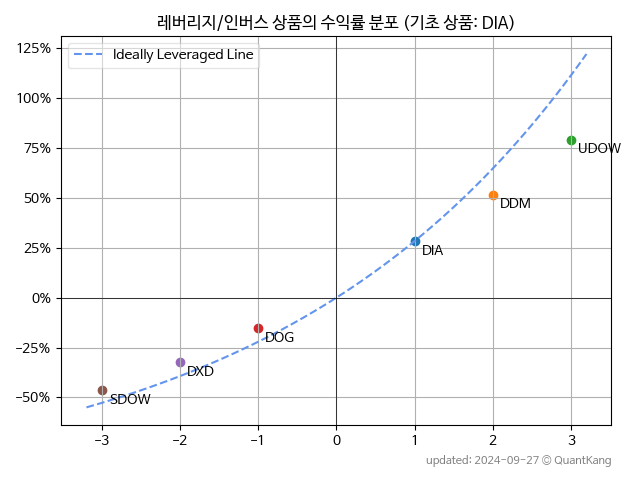 레버리지/인버스 상품의 수익률 분포 (기초 상품: DIA)
Ideally Leveraged Line
125%
100%
75%
50%
25%
0%
−25%
−50%
UDOW
DDM
DIA
DOG
DXD
SDOW
−3 −2 −1 0 1 2 3
updated: 2024-09-27 © QuantKang